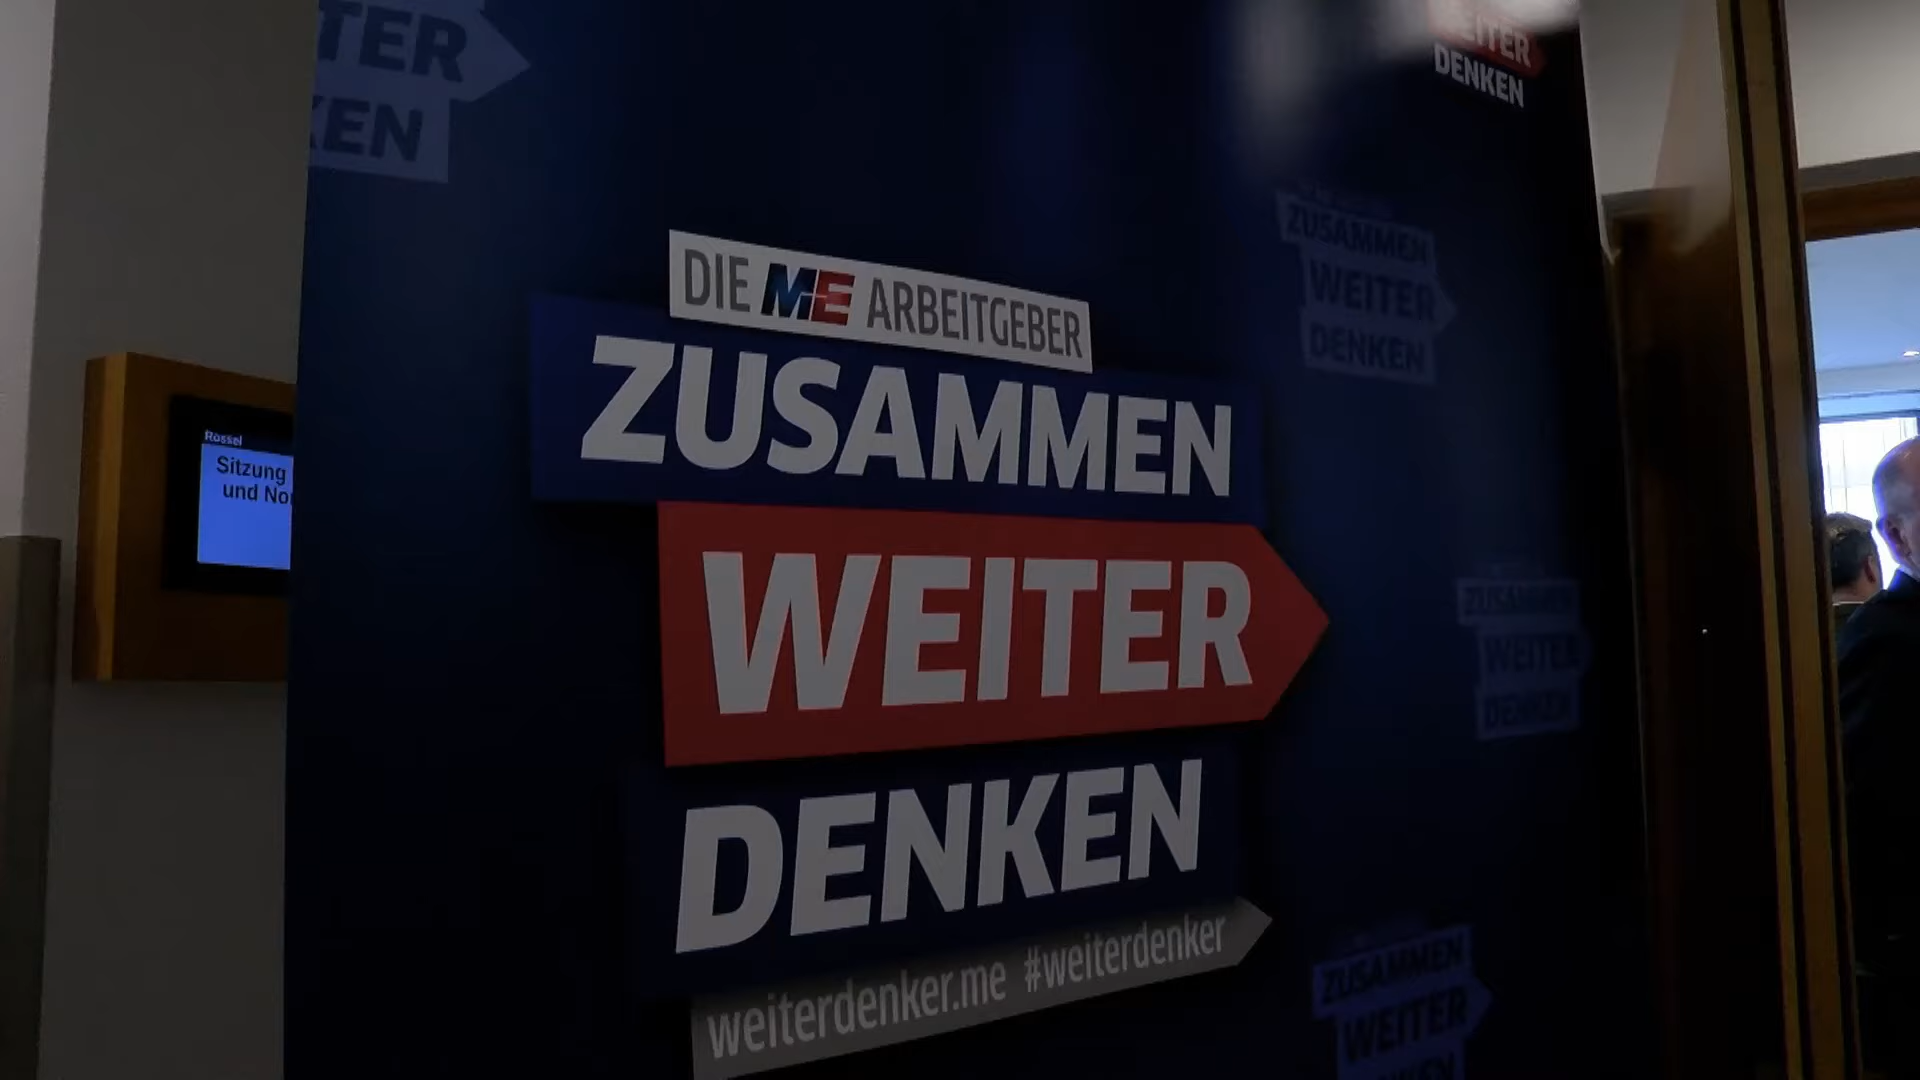 TER
KEN
WEITER
DENKEN
DIE ME ARBEITGEBER
ZUSAMMEN
WEITER
DENKEN
weiterdenker.me #weiterdenker
ZUSAMMEN
WEITER
DENKEN
Rössel
Sitzung
und No
ZUSAMMEN
WEITER
DENKEN
ZUSAMMEN
WEITER